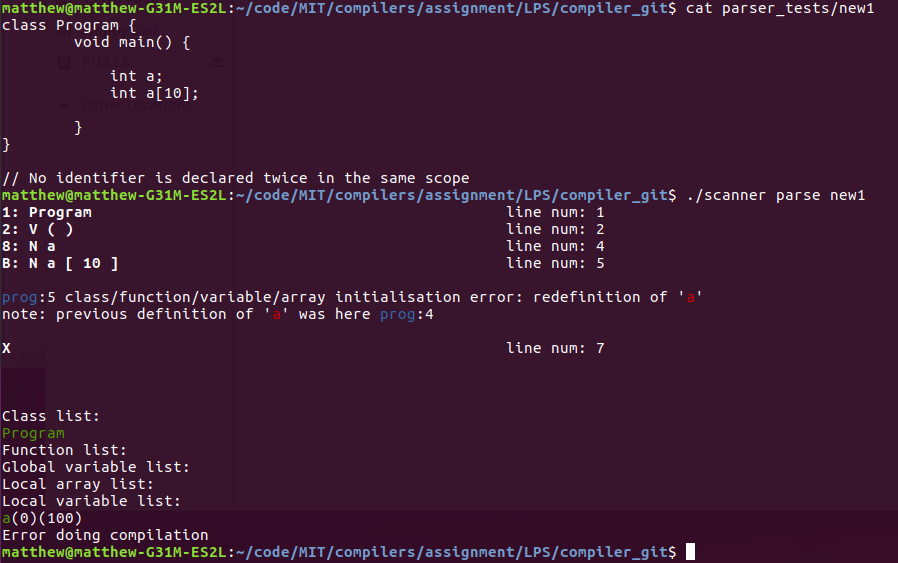 matthew@matthew-G31M-ES2L:~/code/MIT/compilers/assignment/LPS/compiler_git$ cat parser_tests/new1
class Program {
void main() {
int a;
int a[10];
}
}
// No identifier is declared twice in the same scope
matthew@matthew-G31M-ES2L:~/code/MIT/compilers/assignment/LPS/compiler_git$ ./scanner parse new1
1: Program line num: 1
2: V ( ) line num: 2
8: N a line num: 4
B: N a [ 10 ] line num: 5
prog:5 class/function/variable/array initialisation error: redefinition of 'a'
note: previous definition of 'a' was here prog:4
X line num: 7
Class list:
Program
Function list:
Global variable list:
Local array list:
Local variable list:
a(0)(100)
Error doing compilation
matthew@matthew-G31M-ES2L:~/code/MIT/compilers/assignment/LPS/compiler_git$